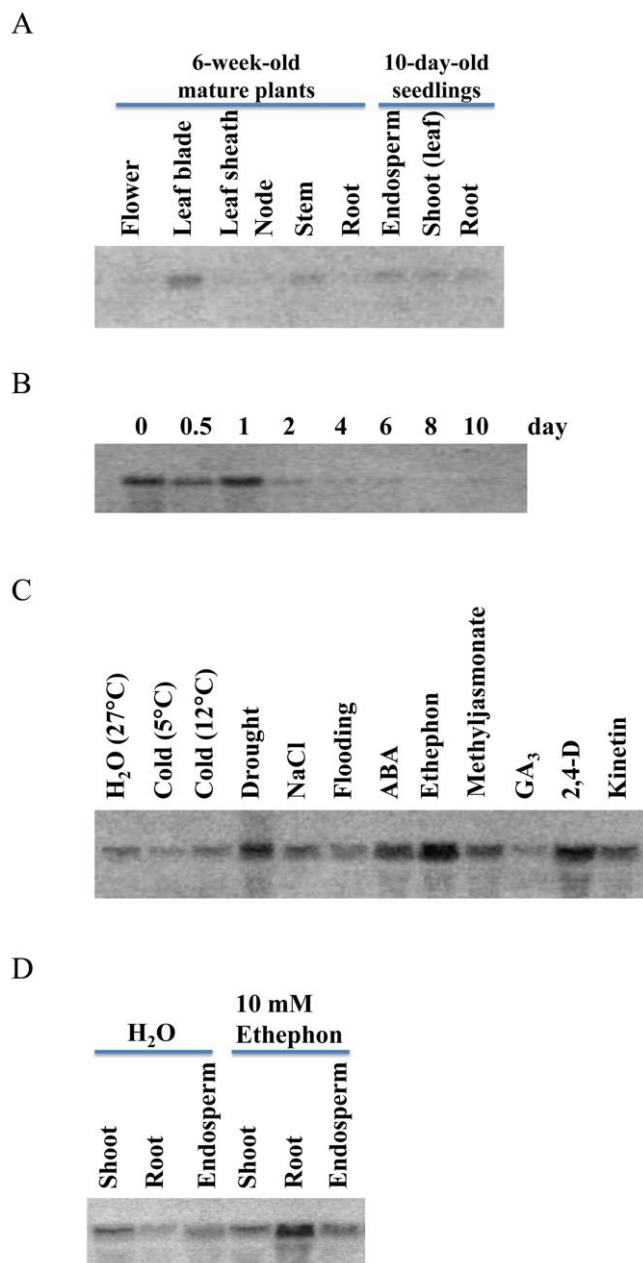 A
6-week-old 10-day-old
mature plants seedlings
Flower
Leaf blade
Leaf sheath
Node
Stem
Root
Endosperm
Shoot (leaf)
Root
B
0 0.5 1 2 4 6 8 10 day
C
H₂O (27°C)
Cold (5°C)
Cold (12°C)
Drought
NaCl
Flooding
ABA
Ethephon
Methyljasmonate
GA₃
2,4-D
Kinetin
D
10 mM
H₂O Ethephon
Shoot
Root
Endosperm
Shoot
Root
Endosperm